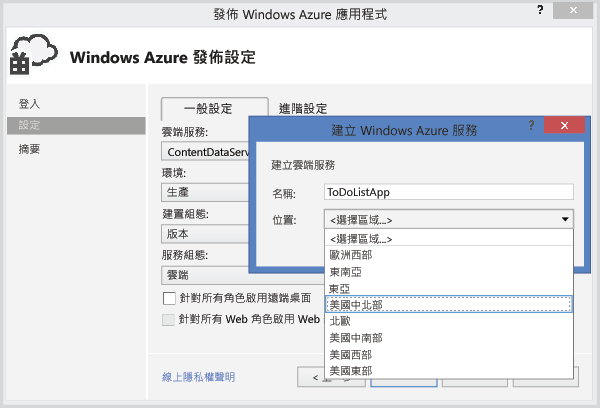 發佈 Windows Azure 應用程式
?
Windows Azure 發佈設定
登入
設定
摘要
一般設定
進階設定
雲端服務:
ContentDataServ
環境:
生產
建置組態:
版本
服務組態:
雲端
針對所有角色啟用遠端桌面
針對所有 Web 角色啟用 Web
線上隱私權聲明
建立 Windows Azure 服務
?
建立雲端服務
名稱:
ToDoListApp
位置:
<選擇區域...>
<選擇區域...>
歐洲西部
東南亞
東亞
美國中北部
北歐
美國中南部
美國西部
美國東部